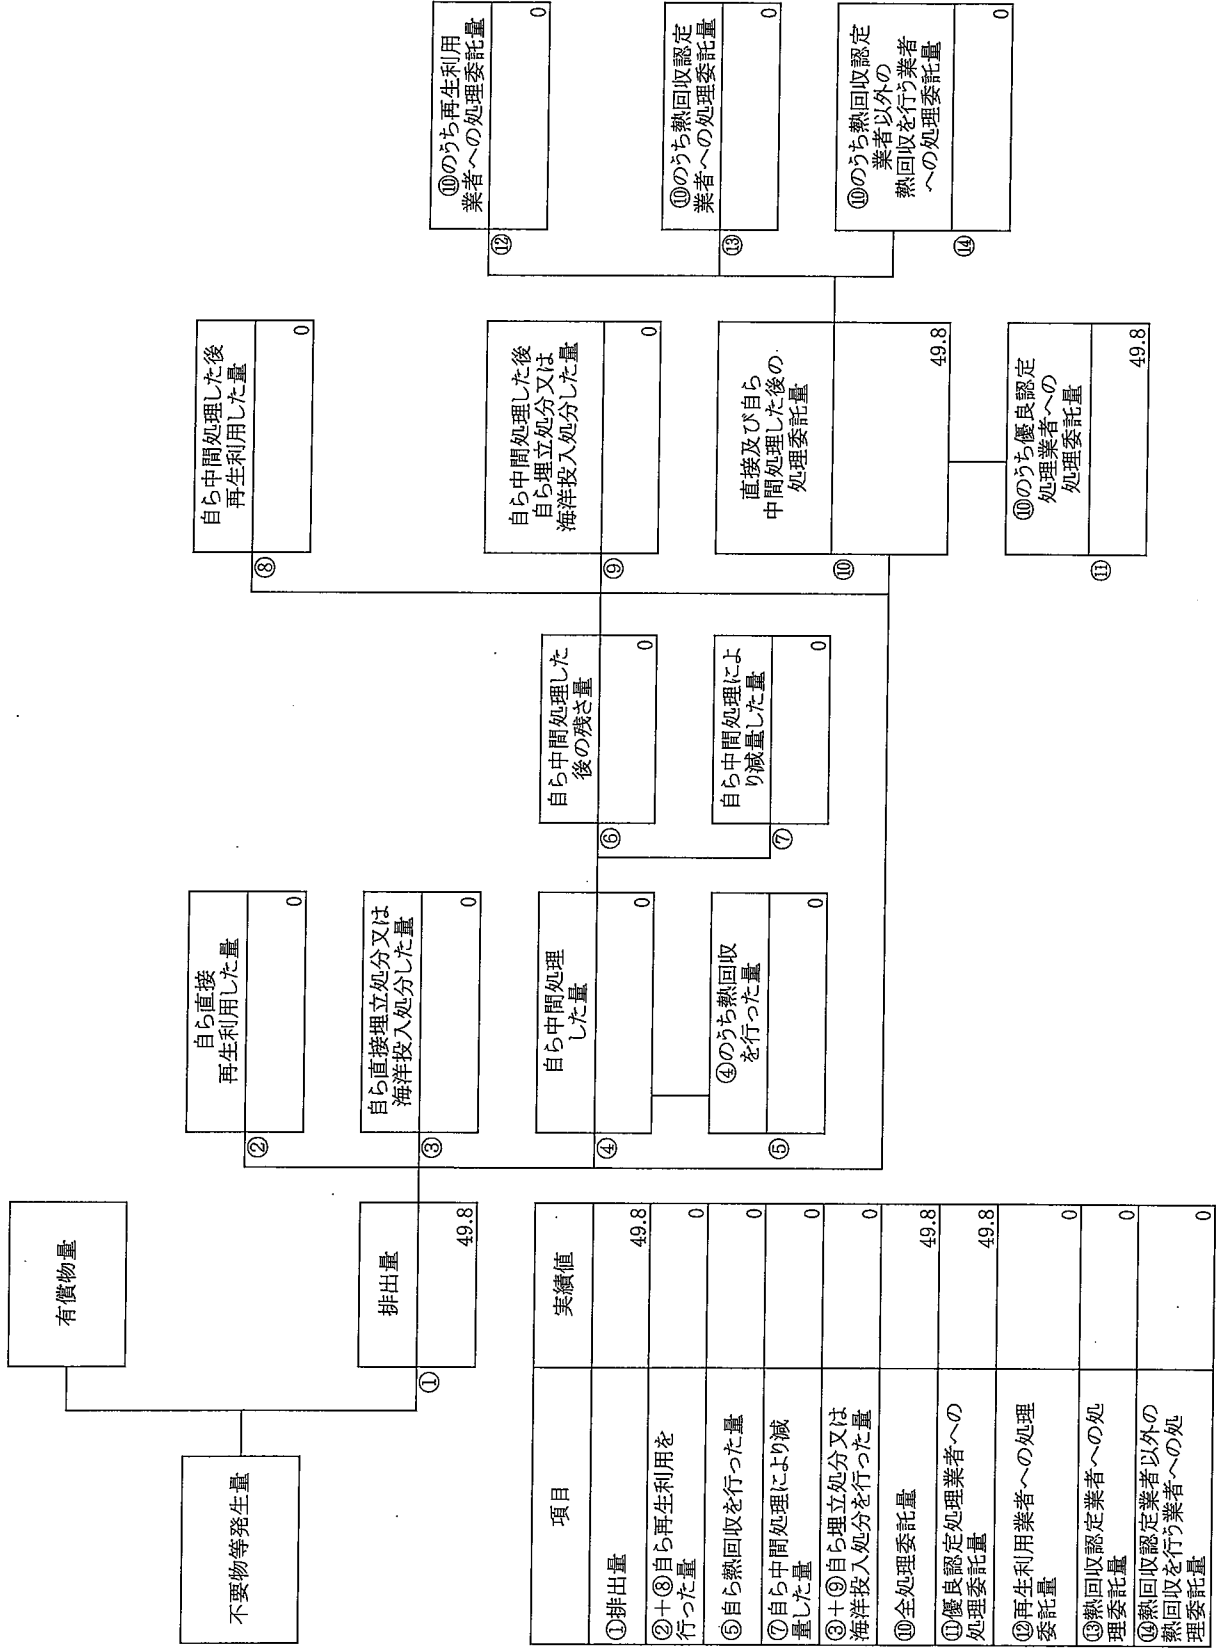 不要物等発生量
有償物量
①
排出量
49.8
②
自ら直接
再生利用した量
0
③
自ら直接埋立処分又は
海洋投入処分した量
0
④
自ら中間処理
した量
0
⑤
④のうち熱回収
を行った量
0
⑥
自ら中間処理した
後の残さ量
0
⑦
自ら中間処理によ
り減量した量
0
⑧
自ら中間処理した後
再生利用した量
0
⑨
自ら中間処理した後
自ら埋立処分又は
海洋投入処分した量
0
⑩
直接及び自ら
中間処理した後の
処理委託量
49.8
⑪
⑩のうち優良認定
処理業者への
処理委託量
49.8
⑫
⑩のうち再生利用
業者への処理委託量
0
⑬
⑩のうち熱回収認定
業者への処理委託量
0
⑭
⑩のうち熱回収認定
業者以外の
熱回収を行う業者
への処理委託量
0
項目 実績値
①排出量 49.8
②+⑧自ら再生利用を
行った量 0
⑤自ら熱回収を行った量 0
⑦自ら中間処理により減
量した量 0
③+⑨自ら埋立処分又は
海洋投入処分を行った量 0
⑩全処理委託量 49.8
⑪優良認定処理業者への
処理委託量 49.8
⑫再生利用業者への処理
委託量 0
⑬熱回収認定業者への処
理委託量 0
⑭熱回収認定業者以外の
熱回収を行う業者への処
理委託量 0